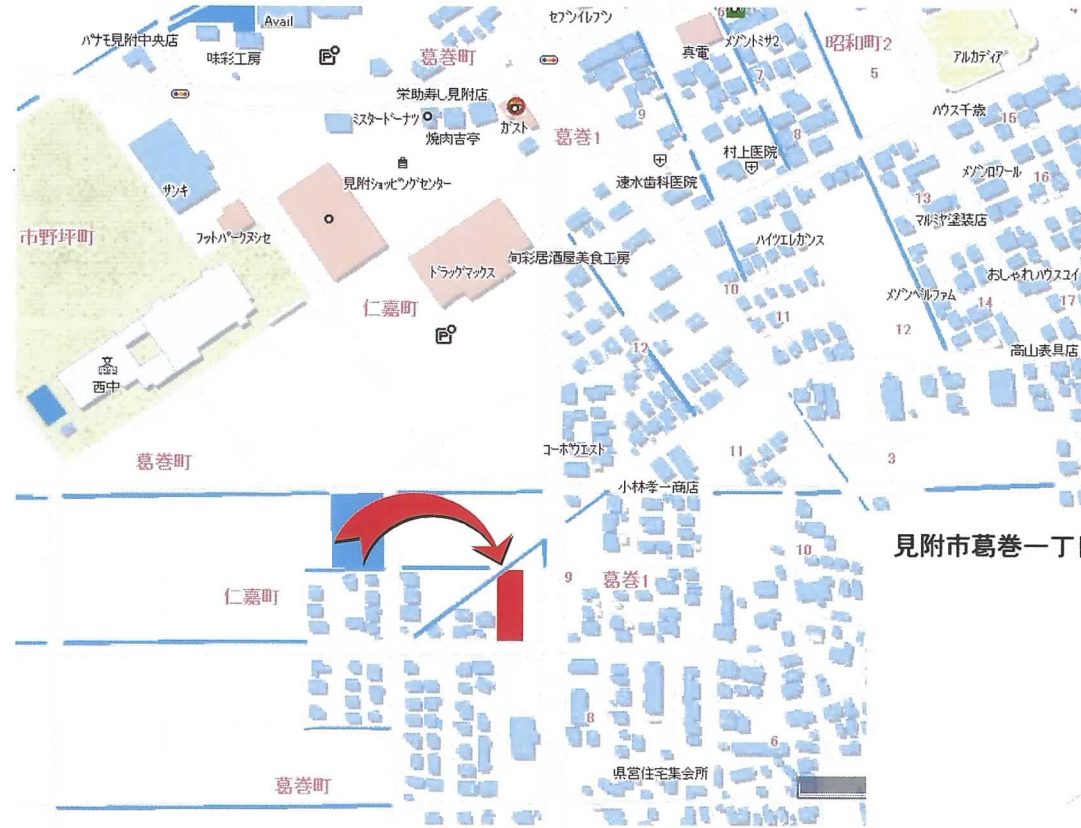 Avail
パナモ見附中央店
味彩工房
P
葛巻町
セブンイレブン
6
真電
メゾントミサ2
7
昭和町2
5
4
アルカディア
栄助寿し見附店
ミスタードーナツ
焼肉吉亭
ガスト
葛巻1
9
8
ハウス千歳
15
村上医院
速水歯科医院
メゾンロワール
16
サンキ
見附ショッピングセンター
13
マルミヤ塗装店
市野坪町
フットパークヌシセ
ハイツエレガンス
旬彩居酒屋美食工房
ドラッグマックス
おしゃれハウスユイ
メゾンベルファム
14
17
10
11
12
仁嘉町
P
高山表具店
12
文
西中
コーポウエスト
11
3
葛巻町
小林孝一商店
見附市葛巻一丁目
10
9
葛巻1
仁嘉町
8
6
県営住宅集会所
葛巻町